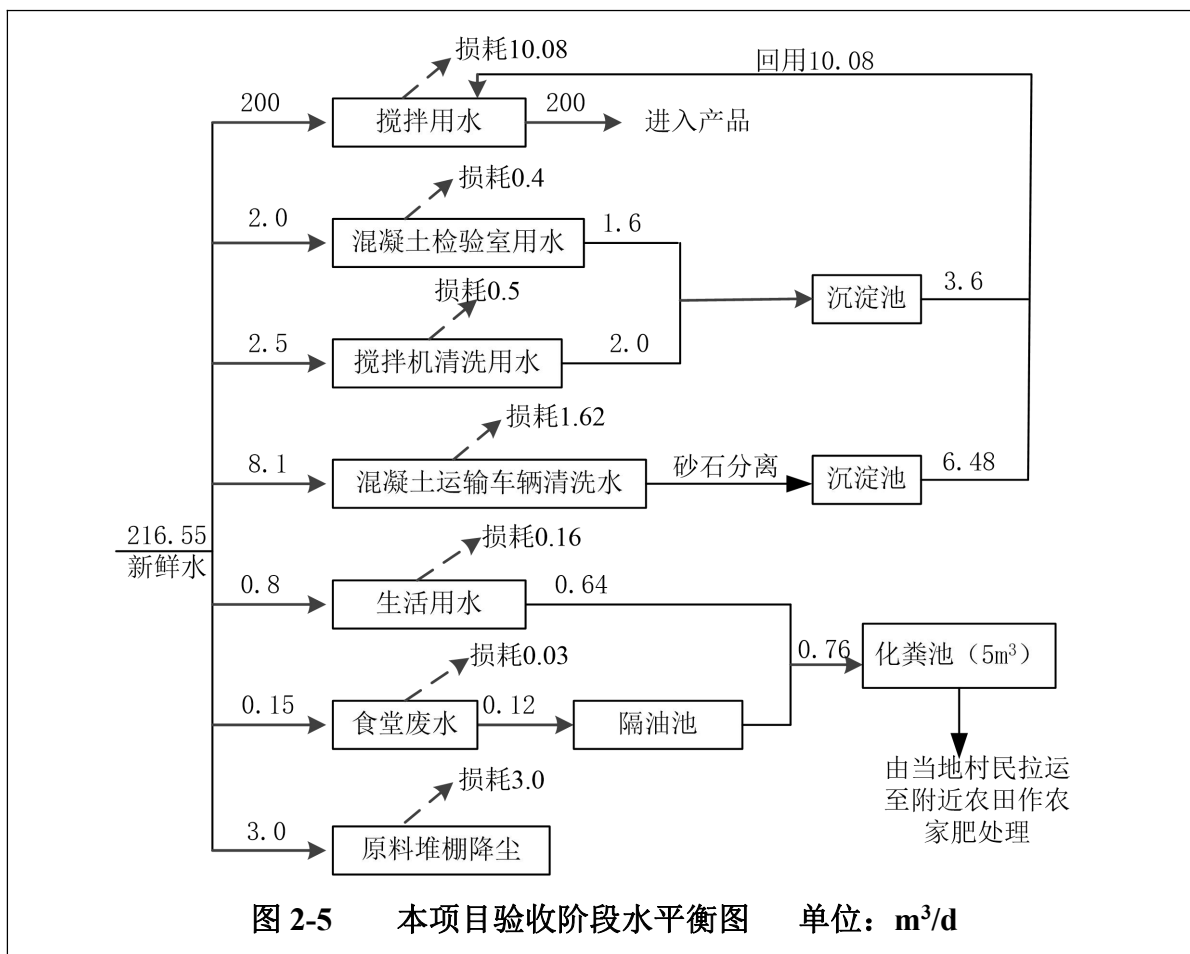 损耗10.08
回用10.08
200
搅拌用水
200
进入产品
损耗0.4
2.0
混凝土检验室用水
1.6
损耗0.5
沉淀池
3.6
2.5
搅拌机清洗用水
2.0
损耗1.62
8.1
混凝土运输车辆清洗水
砂石分离
沉淀池
6.48
216.55
新鲜水
损耗0.16
0.8
生活用水
0.64
0.76
化粪池（5m³）
损耗0.03
0.15
食堂废水
0.12
隔油池
由当地村民拉运
至附近农田作农
家肥处理
损耗3.0
3.0
原料堆棚降尘
图 2-5 本项目验收阶段水平衡图 单位：m³/d